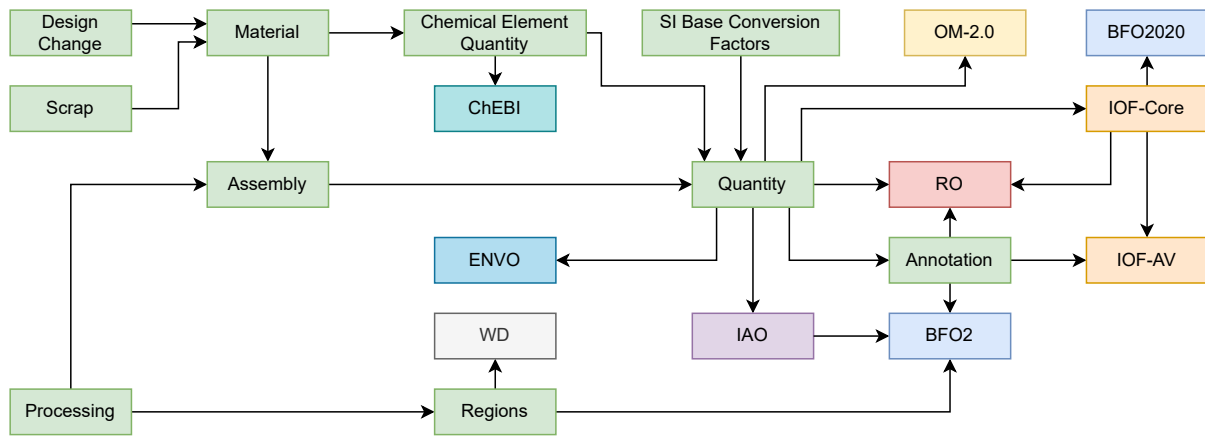 Design
Change
Material
Chemical Element
Quantity
SI Base Conversion
Factors
OM-2.0
BFO2020
Scrap
ChEBI
IOF-Core
Assembly
Quantity
RO
ENVO
Annotation
IOF-AV
WD
IAO
BFO2
Processing
Regions